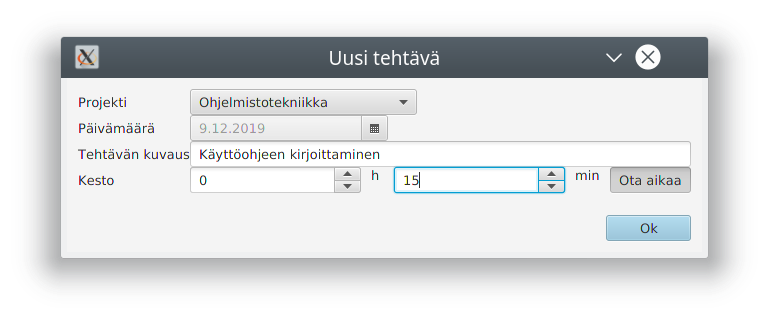 Uusi tehtävä
Projekti Ohjelmistotekniikka
Päivämäärä 9.12.2019
Tehtävän kuvaus Käyttöohjeen kirjoittaminen
Kesto 0 h 15 min Ota aikaa
Ok